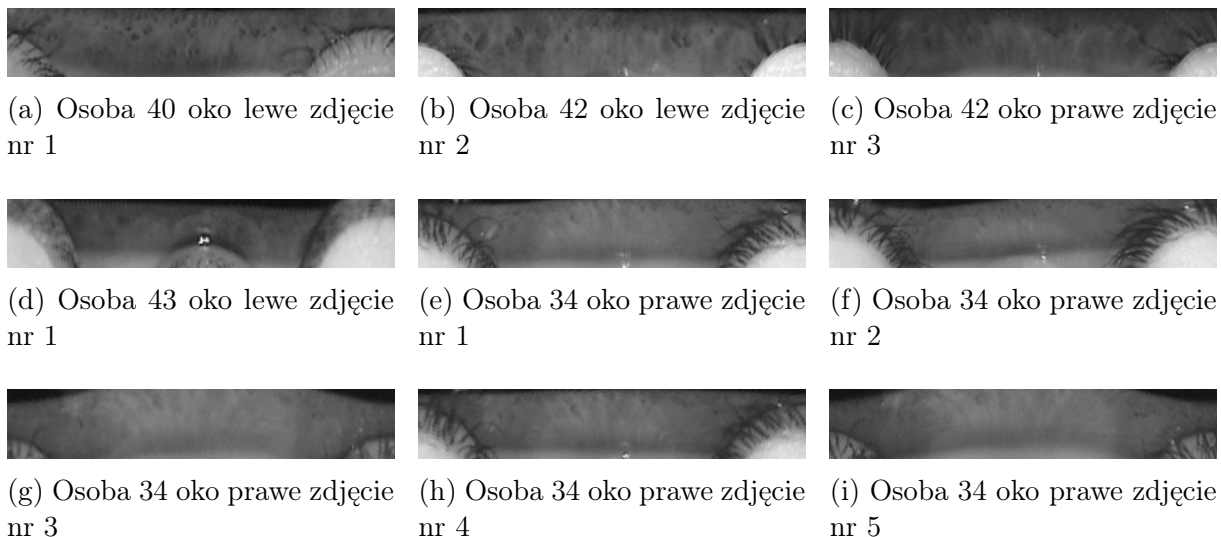 (a) Osoba 40 oko lewe zdjęcie
nr 1
(b) Osoba 42 oko lewe zdjęcie
nr 2
(c) Osoba 42 oko prawe zdjęcie
nr 3
(d) Osoba 43 oko lewe zdjęcie
nr 1
(e) Osoba 34 oko prawe zdjęcie
nr 1
(f) Osoba 34 oko prawe zdjęcie
nr 2
(g) Osoba 34 oko prawe zdjęcie
nr 3
(h) Osoba 34 oko prawe zdjęcie
nr 4
(i) Osoba 34 oko prawe zdjęcie
nr 5